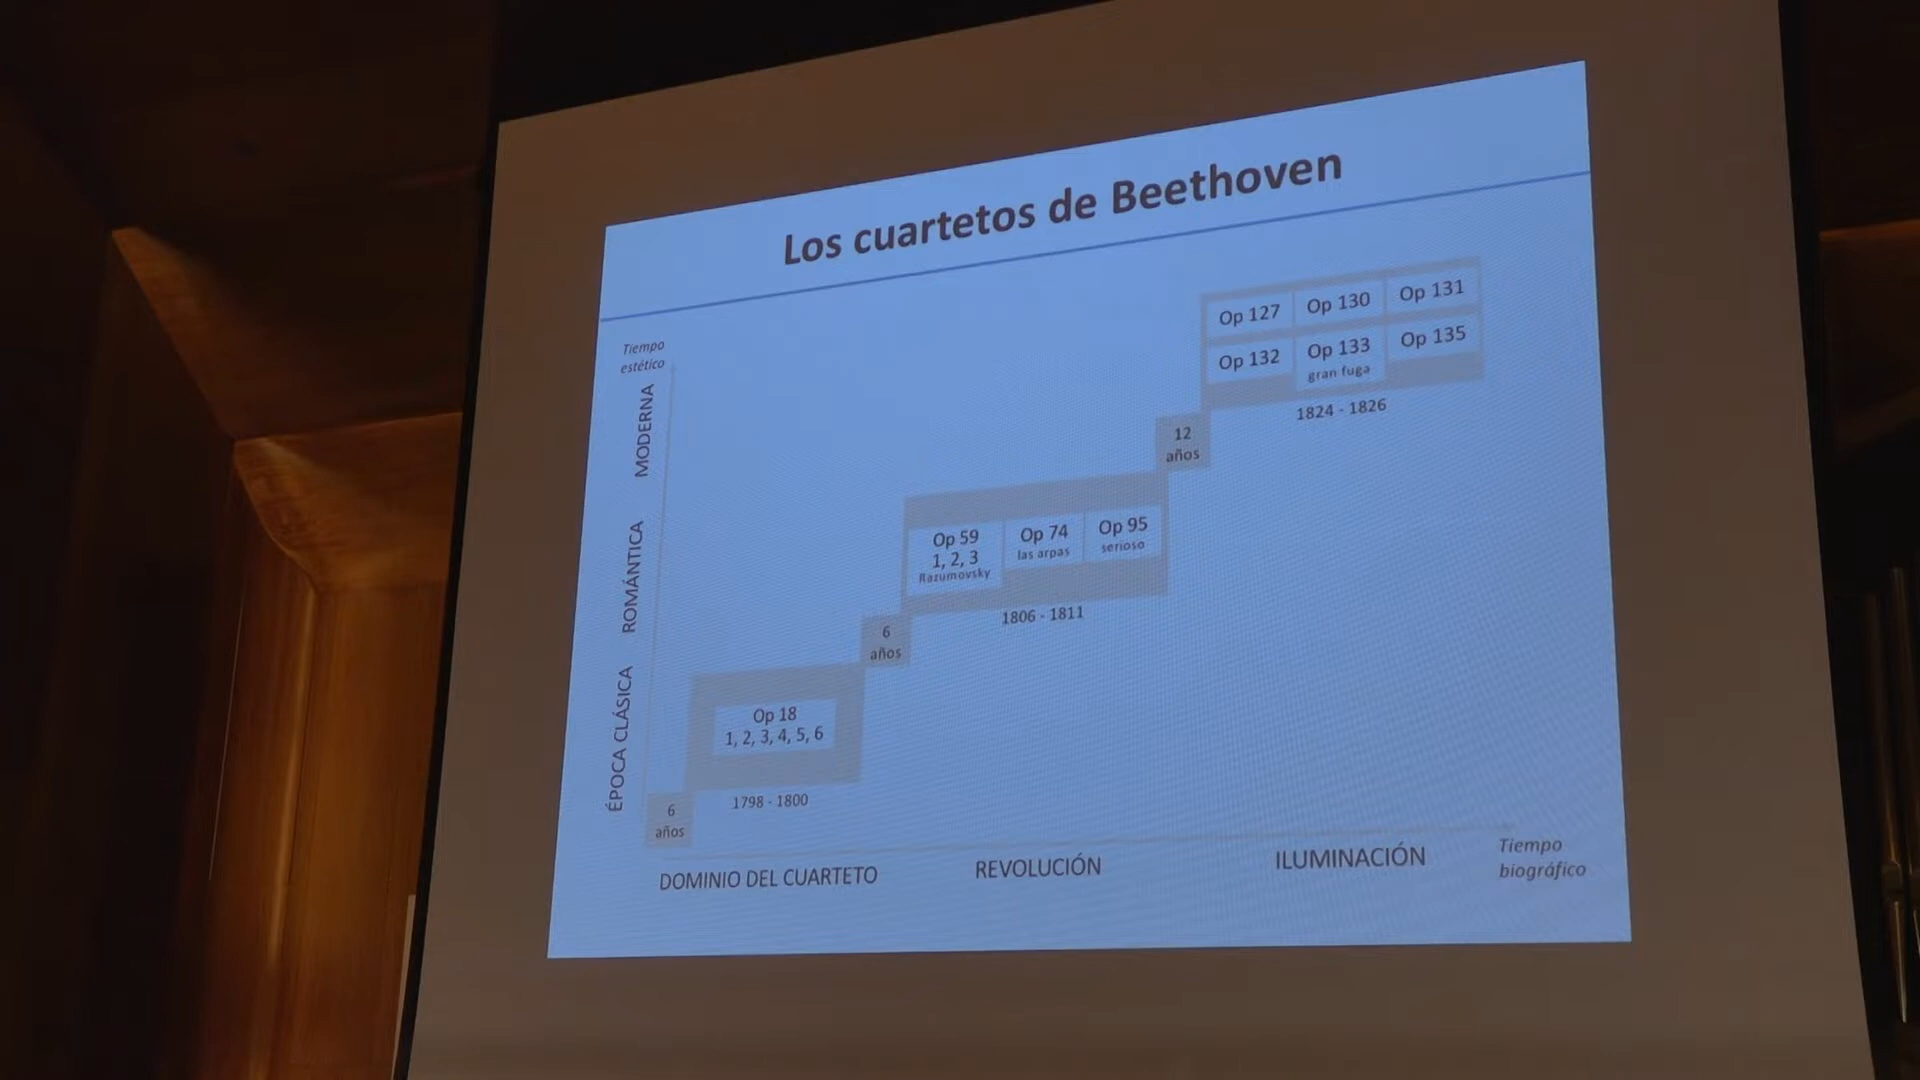 Los cuartetos de Beethoven
Tiempo
estético
MODERNA
ROMÁNTICA
ÉPOCA CLÁSICA
Op 127
Op 130
Op 131
Op 132
Op 133
gran fuga
Op 135
1824 - 1826
12
años
Op 59
1, 2, 3
Razumovsky
Op 74
las arpas
Op 95
serioso
1806 - 1811
6
años
Op 18
1, 2, 3, 4, 5, 6
1798 - 1800
6
años
DOMINIO DEL CUARTETO
REVOLUCIÓN
ILUMINACIÓN
Tiempo
biográfico